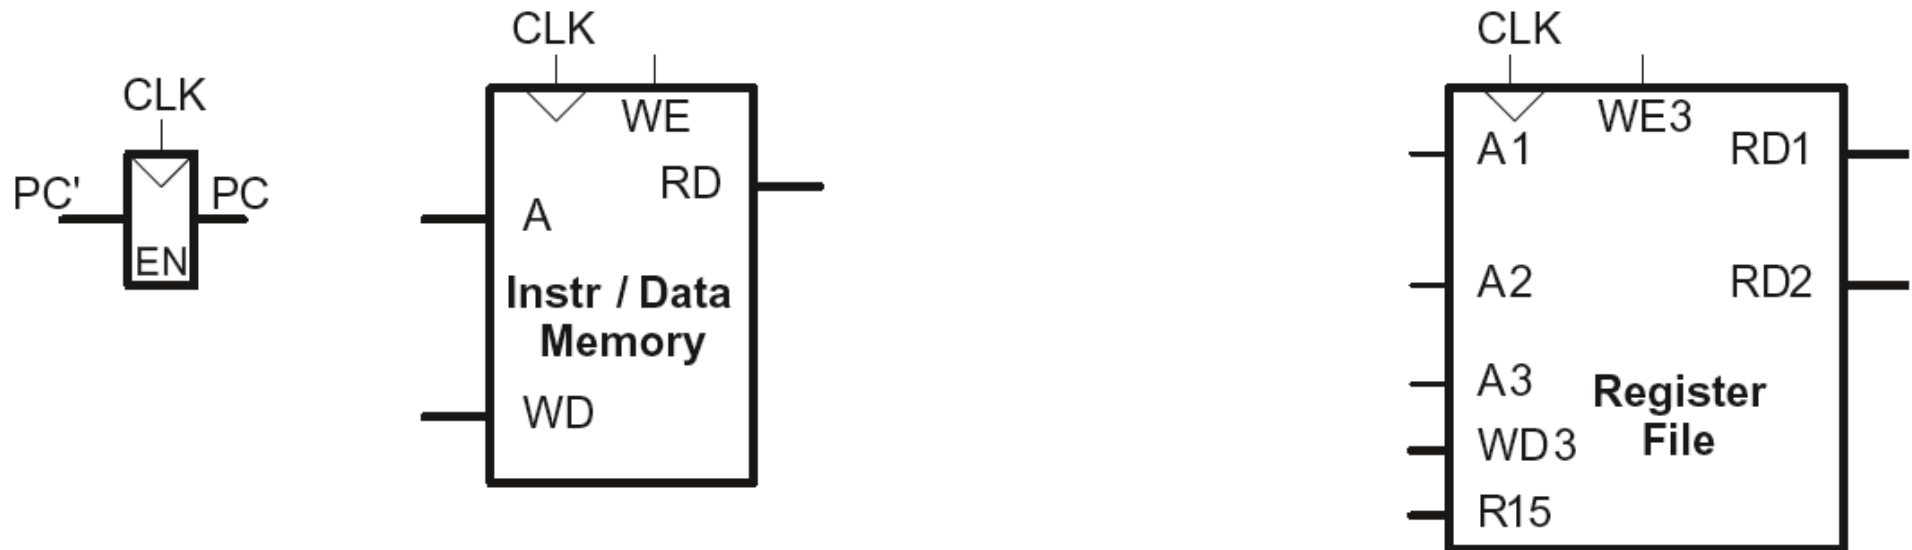 CLK
PC'
PC
EN
CLK
WE
RD
A
Instr / Data
Memory
WD
CLK
WE3
A1
RD1
A2
RD2
A3
Register
File
WD3
R15